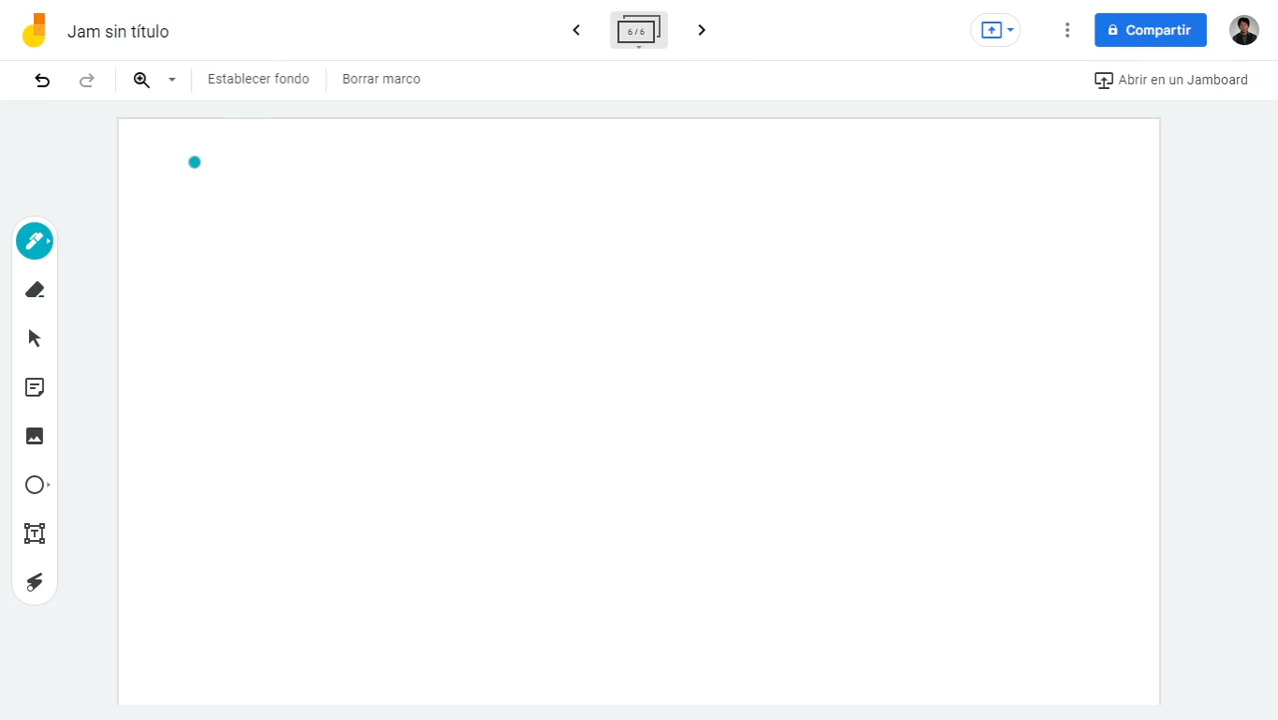 Jam sin título
6 / 6
Compartir
Establecer fondo
Borrar marco
Abrir en un Jamboard
T